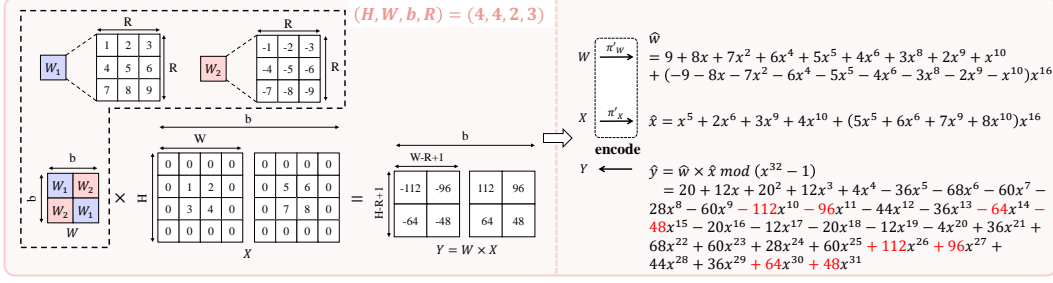 (H, W, b, R) = (4, 4, 2, 3)
R R
W₁ 1 2 3 R W₂ -1 -2 -3 R
4 5 6 -4 -5 -6
7 8 9 -7 -8 -9
b
W
b
b W₁ W₂
W₂ W₁
W
×
H
0 0 0 0 0 0 0 0
0 1 2 0 0 5 6 0
0 3 4 0 0 7 8 0
0 0 0 0 0 0 0 0
X
=
b
W-R+1
H-R+1
-112 -96 112 96
-64 -48 64 48
Y = W × X
W π′_W ŵ
= 9 + 8x + 7x² + 6x⁴ + 5x⁵ + 4x⁶ + 3x⁸ + 2x⁹ + x¹⁰
+ (−9 − 8x − 7x² − 6x⁴ − 5x⁵ − 4x⁶ − 3x⁸ − 2x⁹ − x¹⁰)x¹⁶
X π′_X x̂ = x⁵ + 2x⁶ + 3x⁹ + 4x¹⁰ + (5x⁵ + 6x⁶ + 7x⁹ + 8x¹⁰)x¹⁶
encode
Y ŷ = ŵ × x̂ mod (x³² − 1)
= 20 + 12x + 20² + 12x³ + 4x⁴ − 36x⁵ − 68x⁶ − 60x⁷ −
28x⁸ − 60x⁹ − 112x¹⁰ − 96x¹¹ − 44x¹² − 36x¹³ − 64x¹⁴ −
48x¹⁵ − 20x¹⁶ − 12x¹⁷ − 20x¹⁸ − 12x¹⁹ − 4x²⁰ + 36x²¹ +
68x²² + 60x²³ + 28x²⁴ + 60x²⁵ + 112x²⁶ + 96x²⁷ +
44x²⁸ + 36x²⁹ + 64x³⁰ + 48x³¹